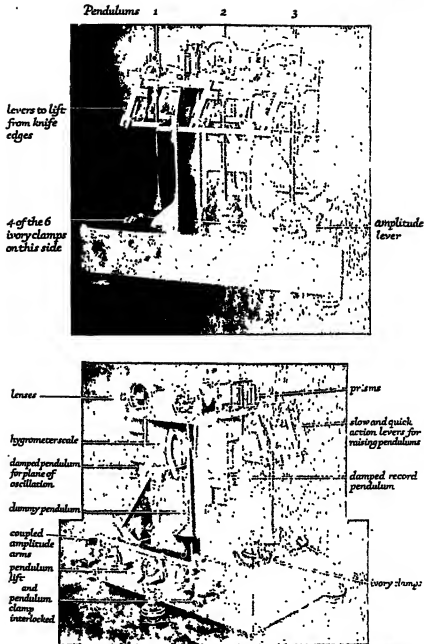 Pendulums 1 2 3
levers to lift
from knife
edges
4 of the 6
ivory clamps
on this side
amplitude
lever
lenses
prisms
slow and quick
action levers for
raising pendulums
hygrometer scale
damped pendulum
for plane of
oscillation
damped record
pendulum
dummy pendulum
coupled
amplitude
arms
pendulum
lift
and
pendulum
clamp
interlocked
ivory clamps